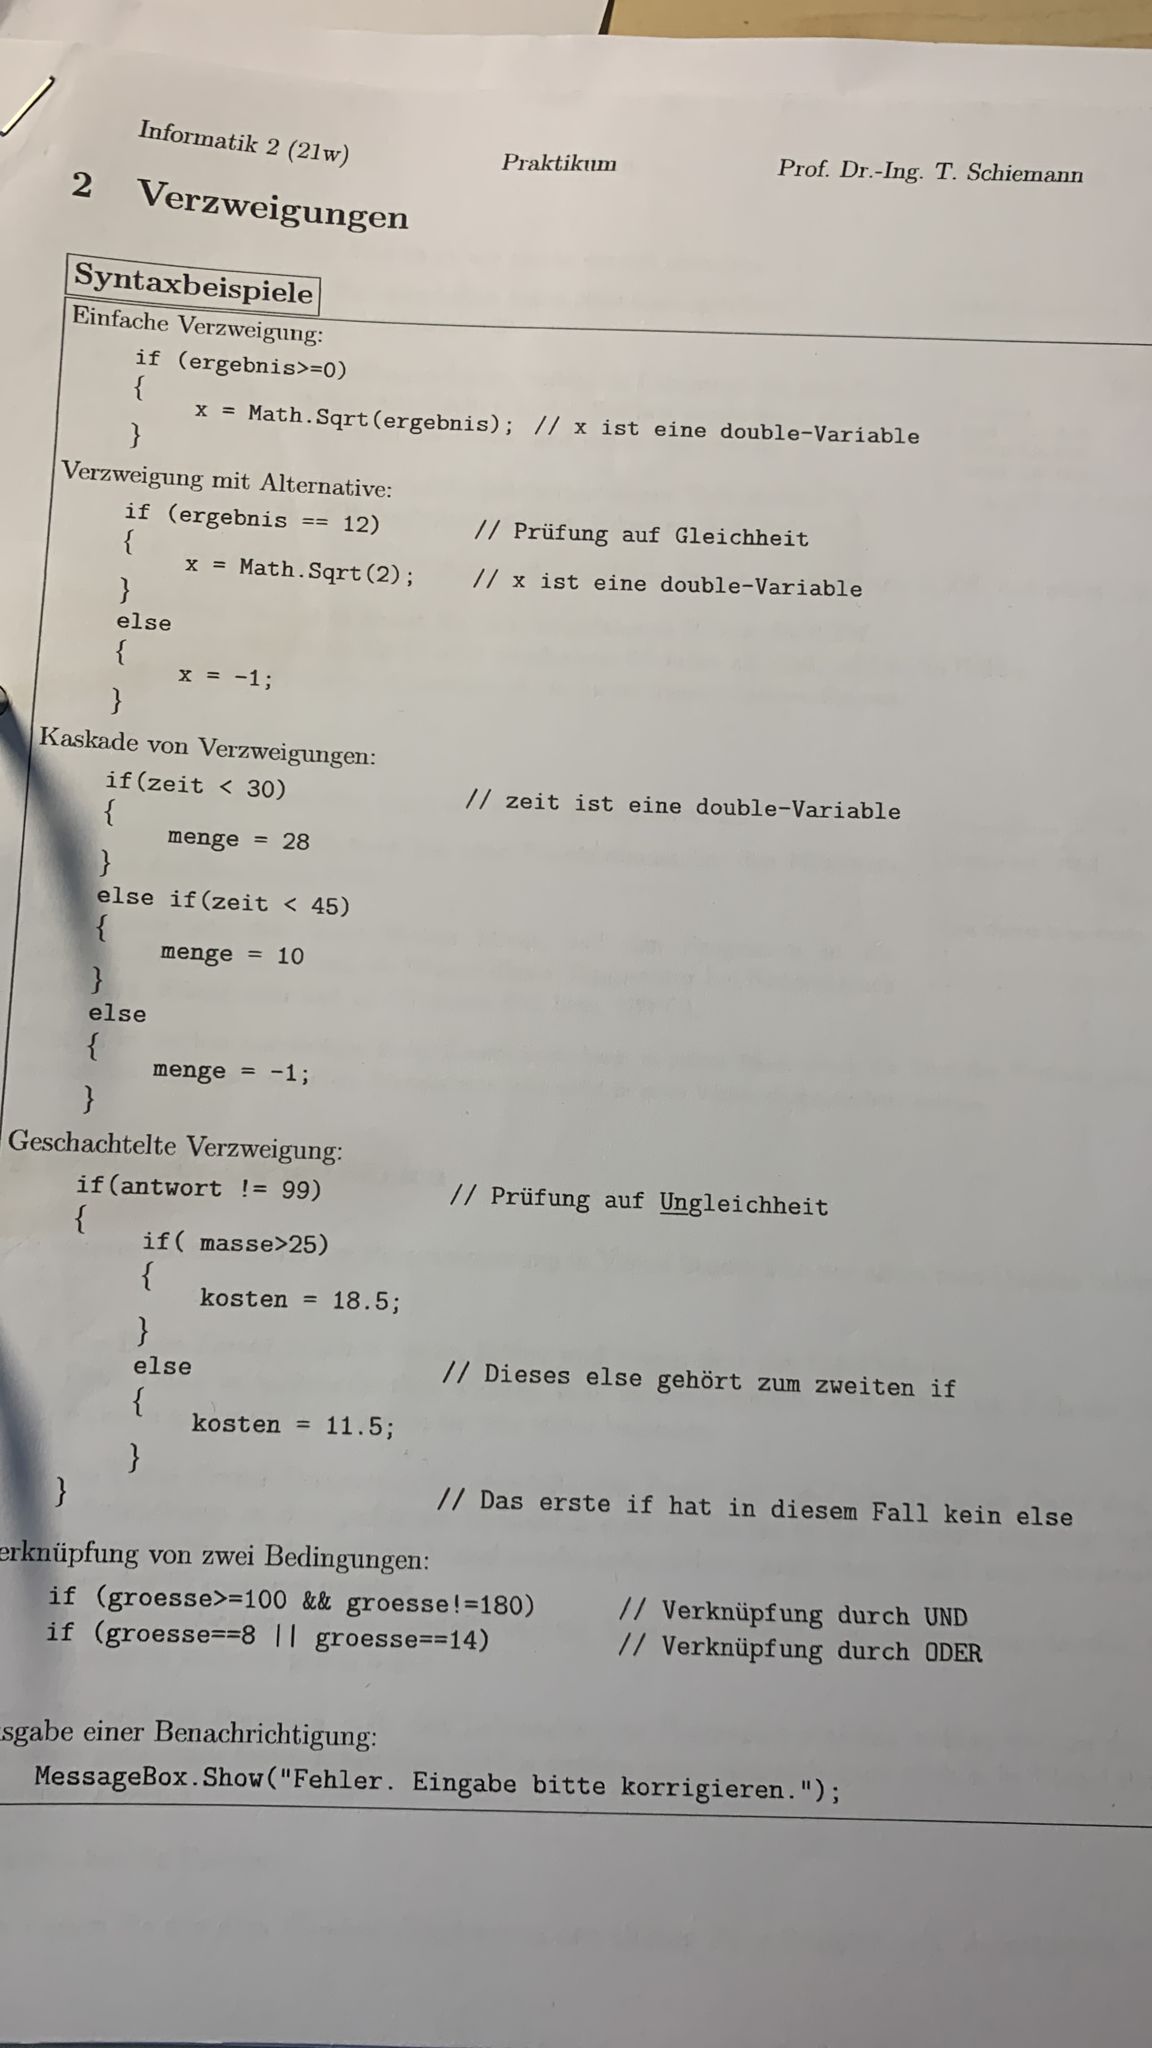 Informatik 2 (21w) Praktikum Prof. Dr.-Ing. T. Schiemann
2 Verzweigungen
Syntaxbeispiele
Einfache Verzweigung:
if (ergebnis>=0)
{
x = Math.Sqrt(ergebnis); // x ist eine double-Variable
}
Verzweigung mit Alternative:
if (ergebnis == 12) // Prüfung auf Gleichheit
{
x = Math.Sqrt(2); // x ist eine double-Variable
}
else
{
x = -1;
}
Kaskade von Verzweigungen:
if(zeit < 30) // zeit ist eine double-Variable
{
menge = 28
}
else if(zeit < 45)
{
menge = 10
}
else
{
menge = -1;
}
Geschachtelte Verzweigung:
if(antwort != 99) // Prüfung auf Ungleichheit
{
if( masse>25)
{
kosten = 18.5;
}
else // Dieses else gehört zum zweiten if
{
kosten = 11.5;
}
} // Das erste if hat in diesem Fall kein else
erknüpfung von zwei Bedingungen:
if (groesse>=100 && groesse!=180) // Verknüpfung durch UND
if (groesse==8 || groesse==14) // Verknüpfung durch ODER
sgabe einer Benachrichtigung:
MessageBox.Show("Fehler. Eingabe bitte korrigieren.");